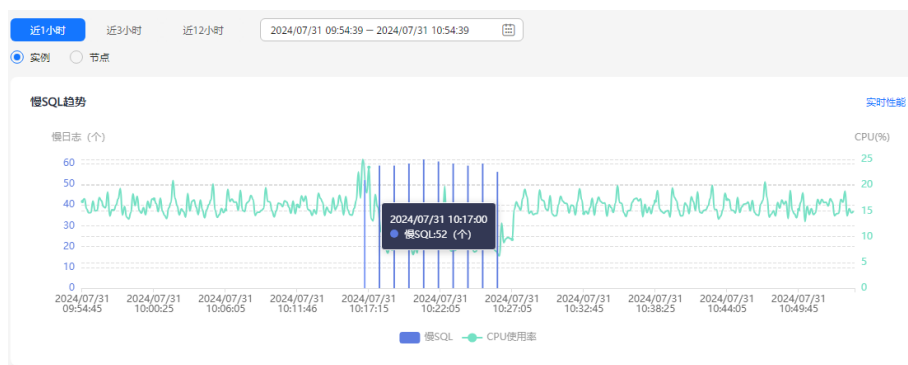 近1小时 近3小时 近12小时 2024/07/31 09:54:39 — 2024/07/31 10:54:39
实例 节点
慢SQL趋势 实时性能
慢日志（个） CPU(%)
60 25
50 20
40 15
30 10
20 5
10 0
0
2024/07/31 10:17:00
慢SQL:52（个）
2024/07/31 2024/07/31 2024/07/31 2024/07/31 2024/07/31 2024/07/31 2024/07/31 2024/07/31 2024/07/31 2024/07/31 2024/07/31
09:54:45 10:00:25 10:06:05 10:11:46 10:17:15 10:22:05 10:27:05 10:32:45 10:38:25 10:44:05 10:49:45
慢SQL CPU使用率